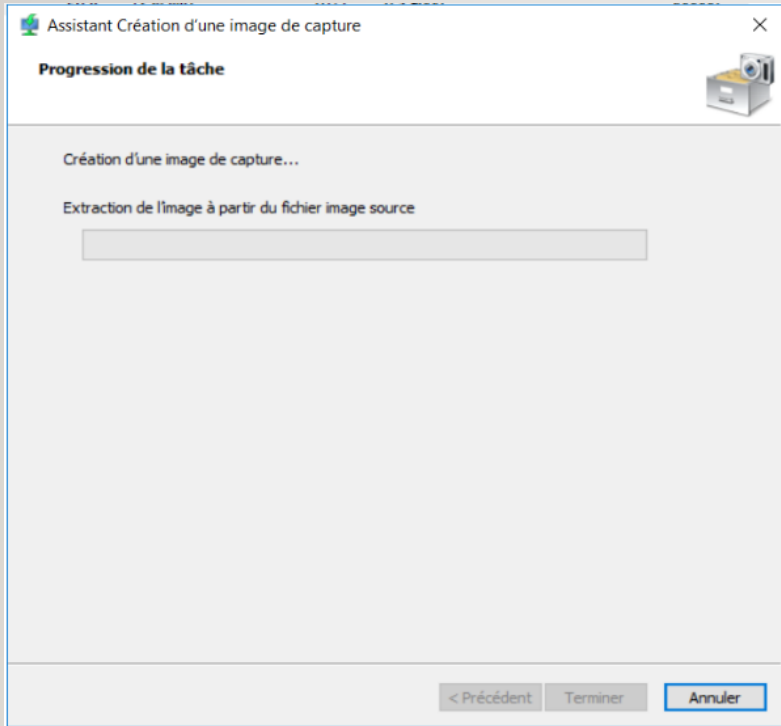 Assistant Création d'une image de capture
Progression de la tâche
Création d'une image de capture...
Extraction de l'image à partir du fichier image source
< Précédent
Terminer
Annuler